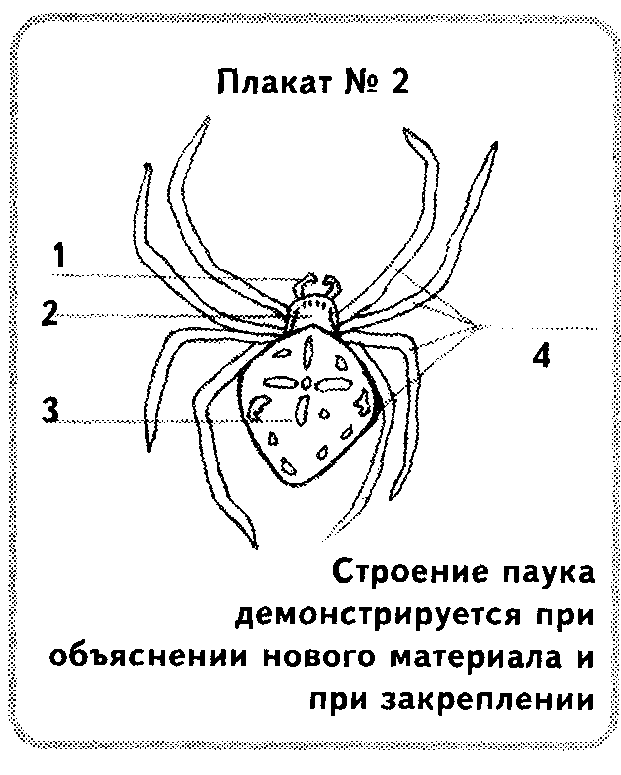 Плакат № 2
1
2
3
4
Строение паука
демонстрируется при
объяснении нового материала и
при закреплении